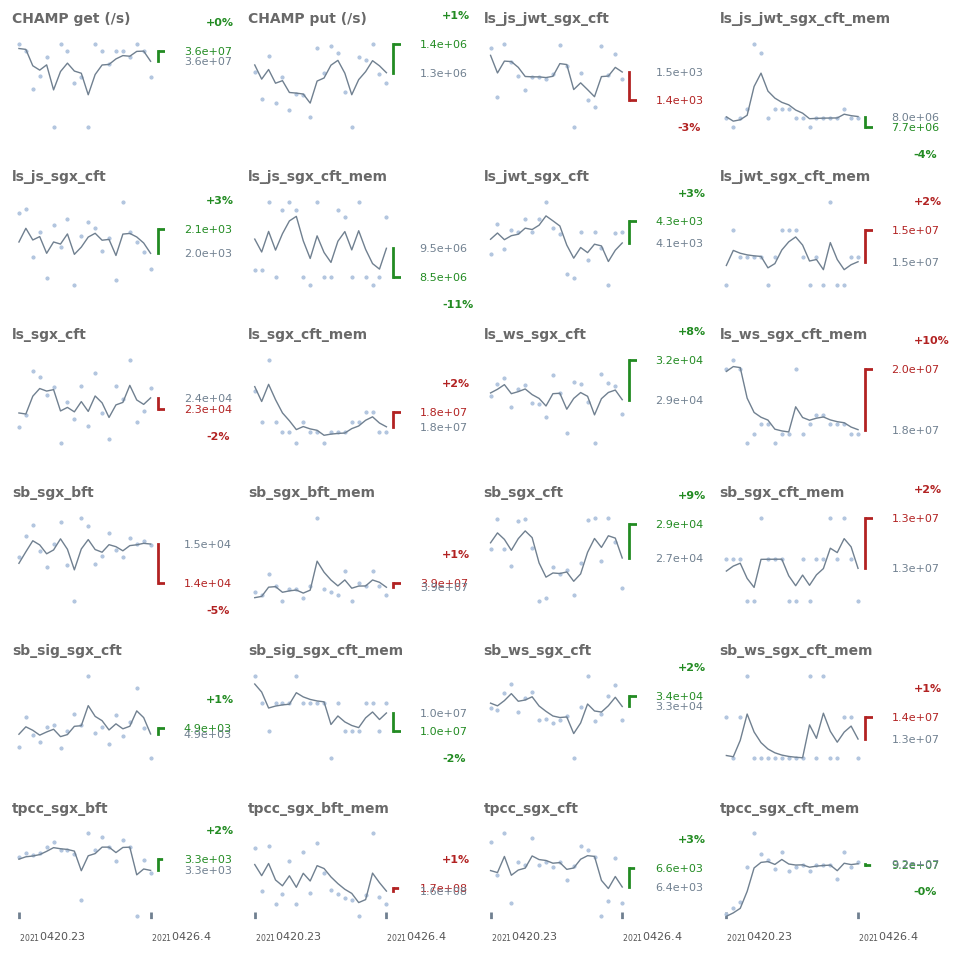 CHAMP get (/s)
+0%
3.6e+07
3.6e+07
CHAMP put (/s)
+1%
1.4e+06
1.3e+06
ls_js_jwt_sgx_cft
1.5e+03
1.4e+03
-3%
ls_js_jwt_sgx_cft_mem
8.0e+06
7.7e+06
-4%
ls_js_sgx_cft
+3%
2.1e+03
2.0e+03
ls_js_sgx_cft_mem
9.5e+06
8.5e+06
-11%
ls_jwt_sgx_cft
+3%
4.3e+03
4.1e+03
ls_jwt_sgx_cft_mem
+2%
1.5e+07
1.5e+07
ls_sgx_cft
2.4e+04
2.3e+04
-2%
ls_sgx_cft_mem
+2%
1.8e+07
1.8e+07
ls_ws_sgx_cft
+8%
3.2e+04
2.9e+04
ls_ws_sgx_cft_mem
+10%
2.0e+07
1.8e+07
sb_sgx_bft
1.5e+04
1.4e+04
-5%
sb_sgx_bft_mem
+1%
3.9e+07
3.9e+07
sb_sgx_cft
+9%
2.9e+04
2.7e+04
sb_sgx_cft_mem
+2%
1.3e+07
1.3e+07
sb_sig_sgx_cft
+1%
4.9e+03
4.9e+03
sb_sig_sgx_cft_mem
1.0e+07
1.0e+07
-2%
sb_ws_sgx_cft
+2%
3.4e+04
3.3e+04
sb_ws_sgx_cft_mem
+1%
1.4e+07
1.3e+07
tpcc_sgx_bft
+2%
3.3e+03
3.3e+03
tpcc_sgx_bft_mem
+1%
1.7e+08
1.6e+08
tpcc_sgx_cft
+3%
6.6e+03
6.4e+03
tpcc_sgx_cft_mem
9.2e+07
-0%
2021 0420.23
2021 0426.4
2021 0420.23
2021 0426.4
2021 0420.23
2021 0426.4
2021 0420.23
2021 0426.4